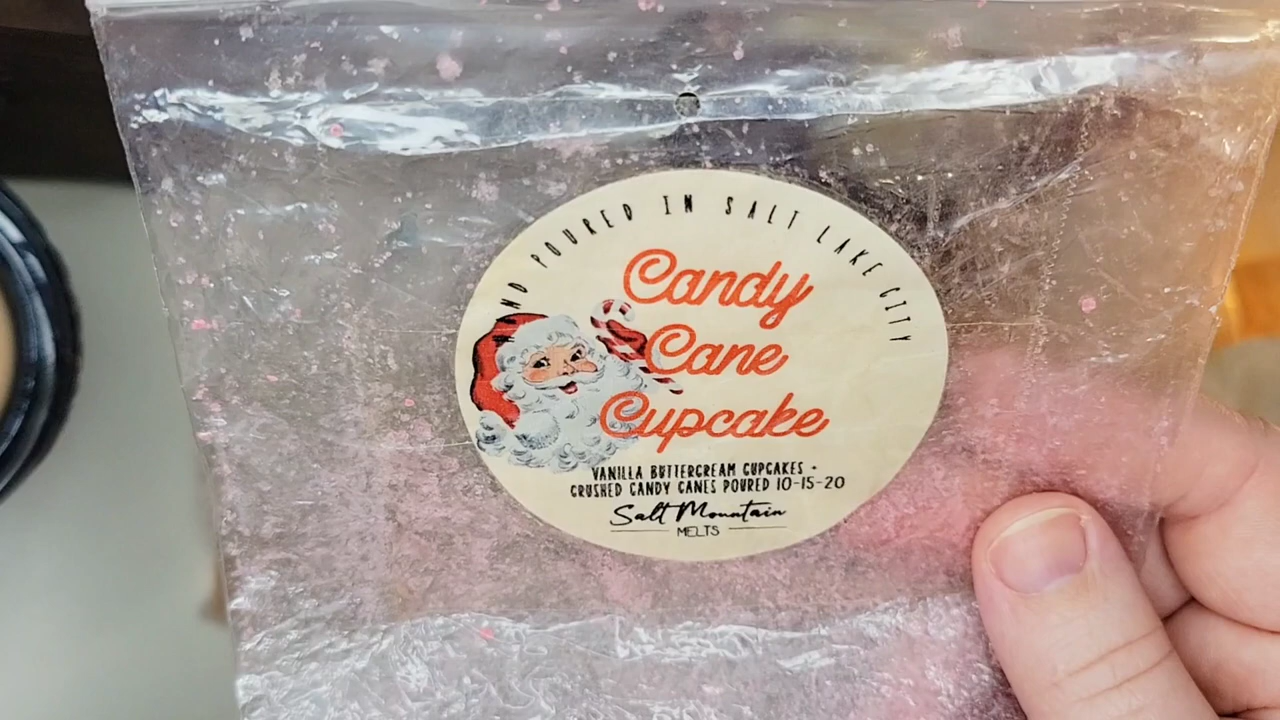 ND POURED IN SALT LAKE CITY
Candy
Cane
Cupcake
VANILLA BUTTERCREAM CUPCAKES -
CRUSHED CANDY CANES POURED 10-15-20
Salt Mountain
MELTS